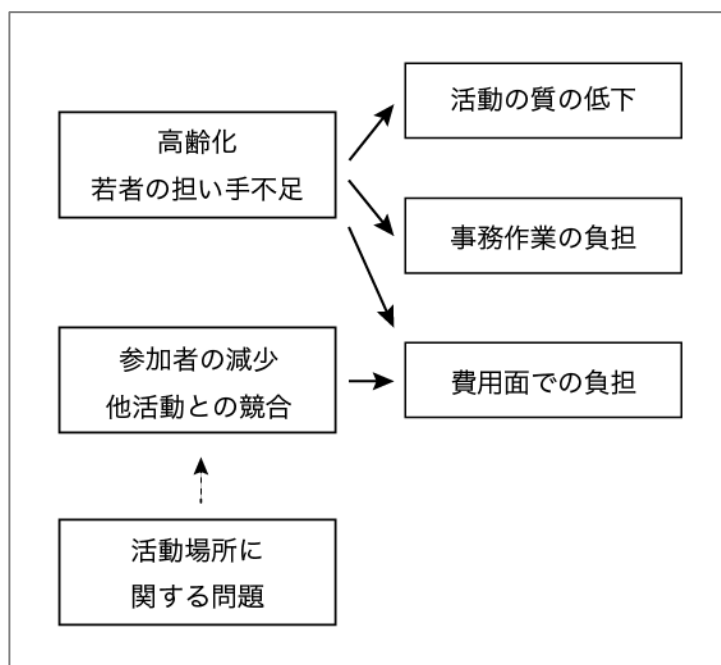 高齢化
若者の担い手不足
参加者の減少
他活動との競合
活動場所に
関する問題
活動の質の低下
事務作業の負担
費用面での負担